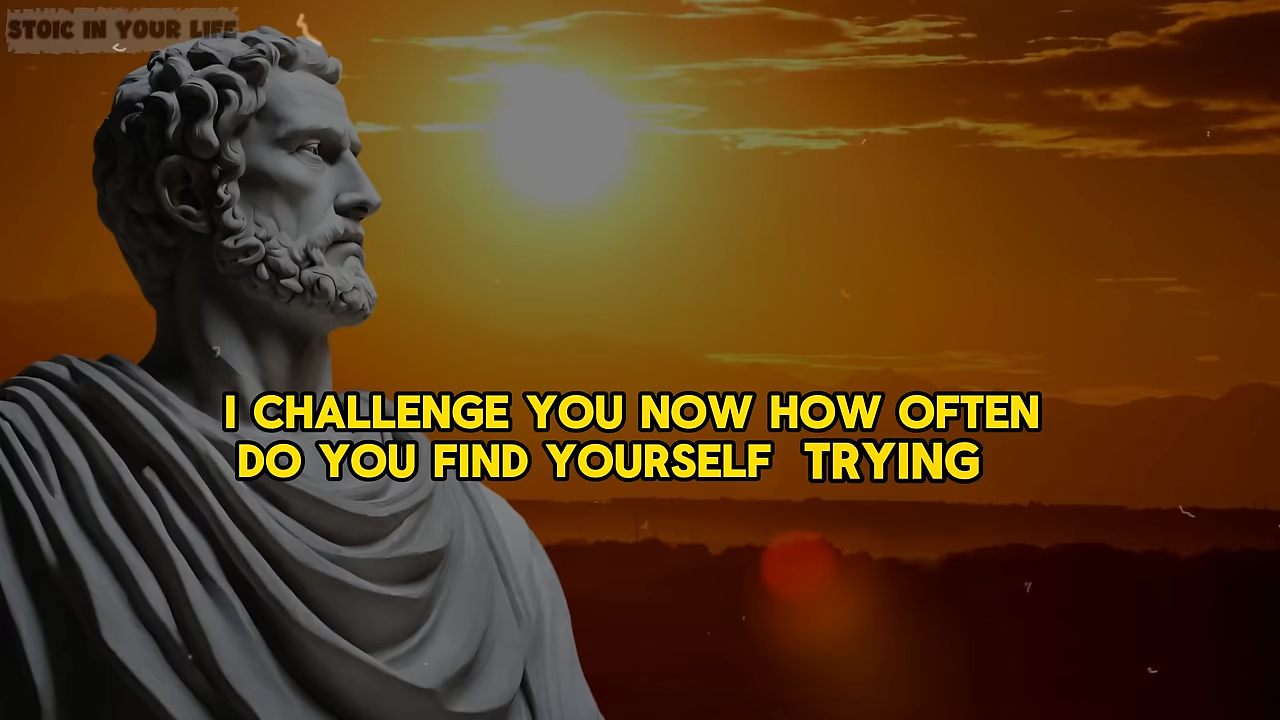 STOIC IN YOUR LIFE
I CHALLENGE YOU NOW HOW OFTEN
DO YOU FIND YOURSELF TRYING